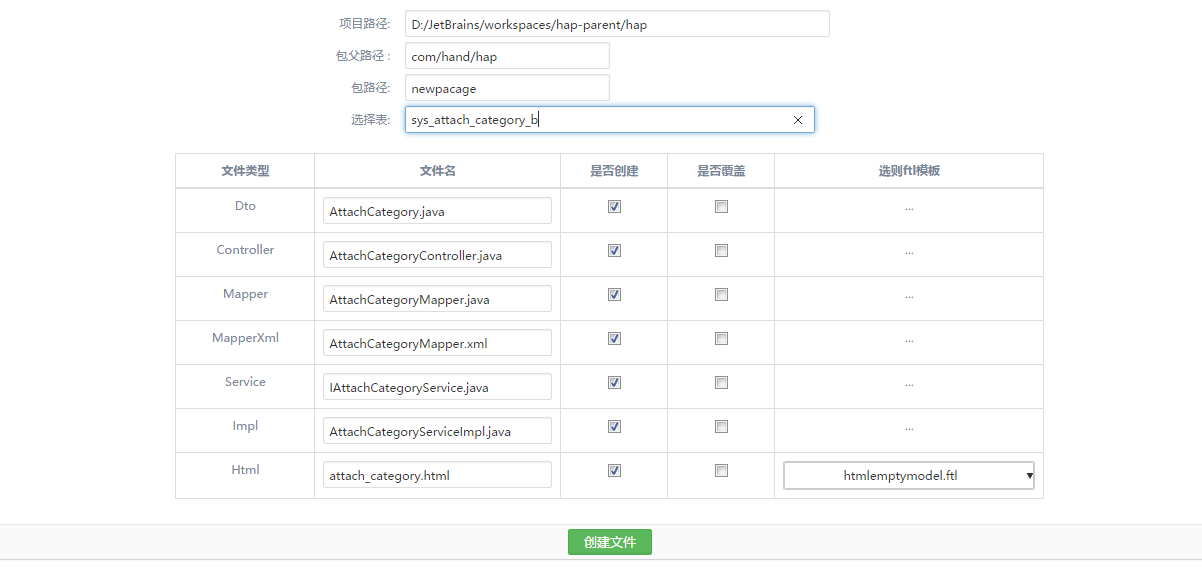 项目路径: D:/JetBrains/workspaces/hap-parent/hap
包父路径: com/hand/hap
包路径: newpacage
选择表: sys_attach_category_b ×
文件类型 文件名 是否创建 是否覆盖 选则ftl模板
Dto AttachCategory.java ...
Controller AttachCategoryController.java ...
Mapper AttachCategoryMapper.java ...
MapperXml AttachCategoryMapper.xml ...
Service IAttachCategoryService.java ...
Impl AttachCategoryServiceImpl.java ...
Html attach_category.html htmlemptymodel.ftl
创建文件